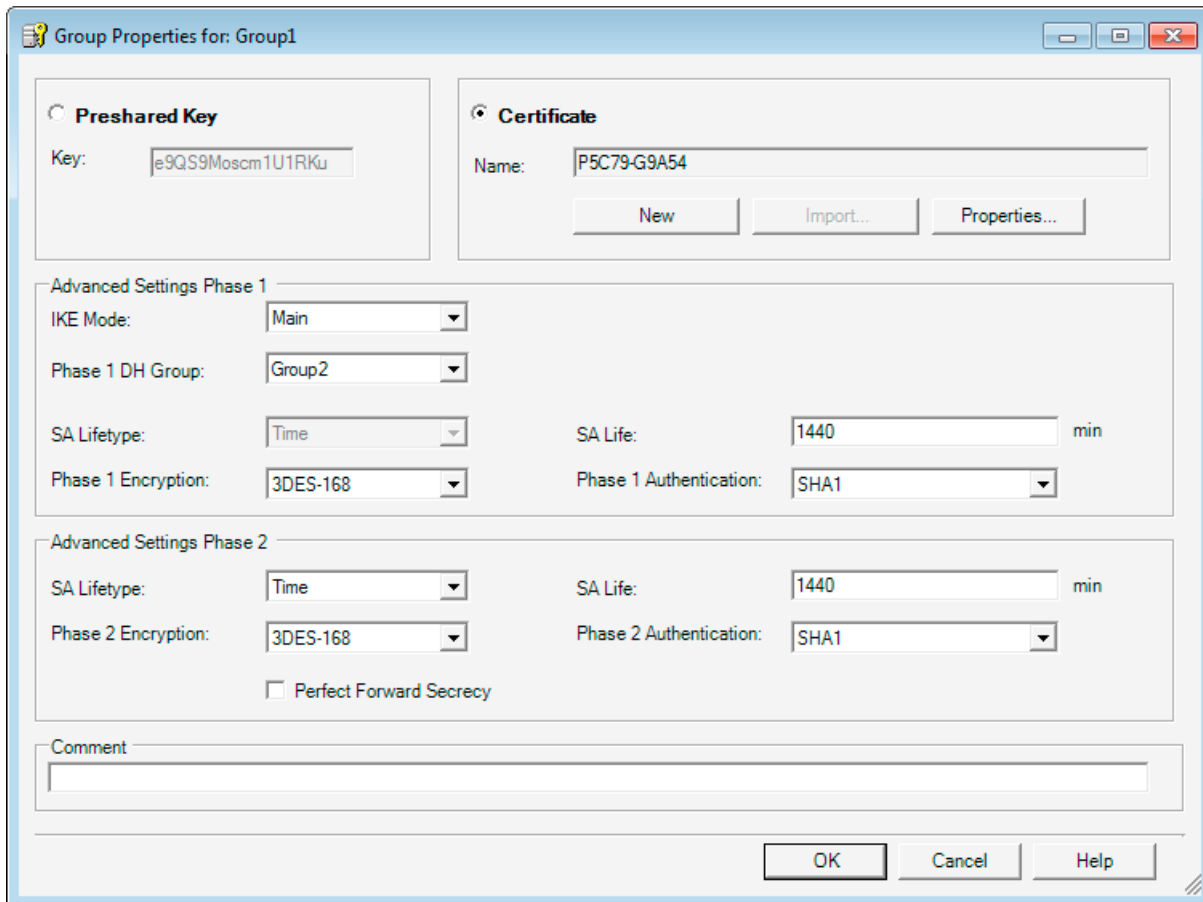 Group Properties for: Group1
Preshared Key
Key: e9QS9Moscm1U1RKu
Certificate
Name: P5C79-G9A54
New Import... Properties...
Advanced Settings Phase 1
IKE Mode: Main
Phase 1 DH Group: Group2
SA Lifetype: Time SA Life: 1440 min
Phase 1 Encryption: 3DES-168 Phase 1 Authentication: SHA1
Advanced Settings Phase 2
SA Lifetype: Time SA Life: 1440 min
Phase 2 Encryption: 3DES-168 Phase 2 Authentication: SHA1
Perfect Forward Secrecy
Comment
OK Cancel Help